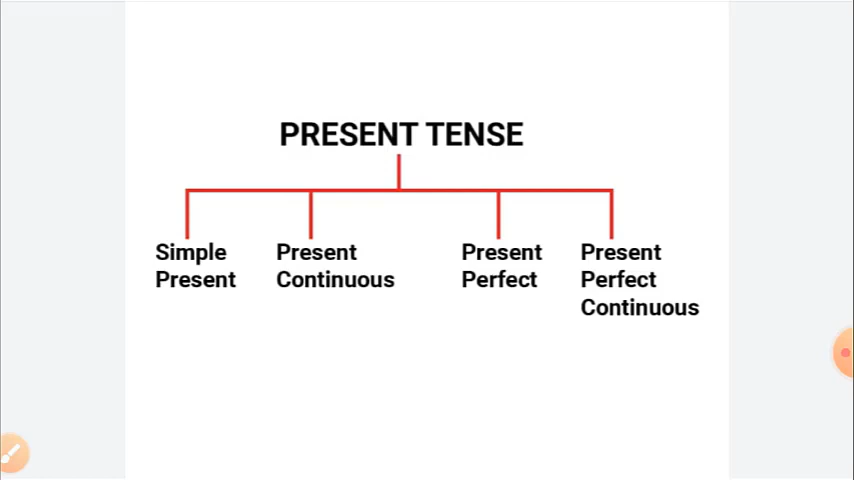 PRESENT TENSE
Simple
Present
Present
Continuous
Present
Perfect
Present
Perfect
Continuous